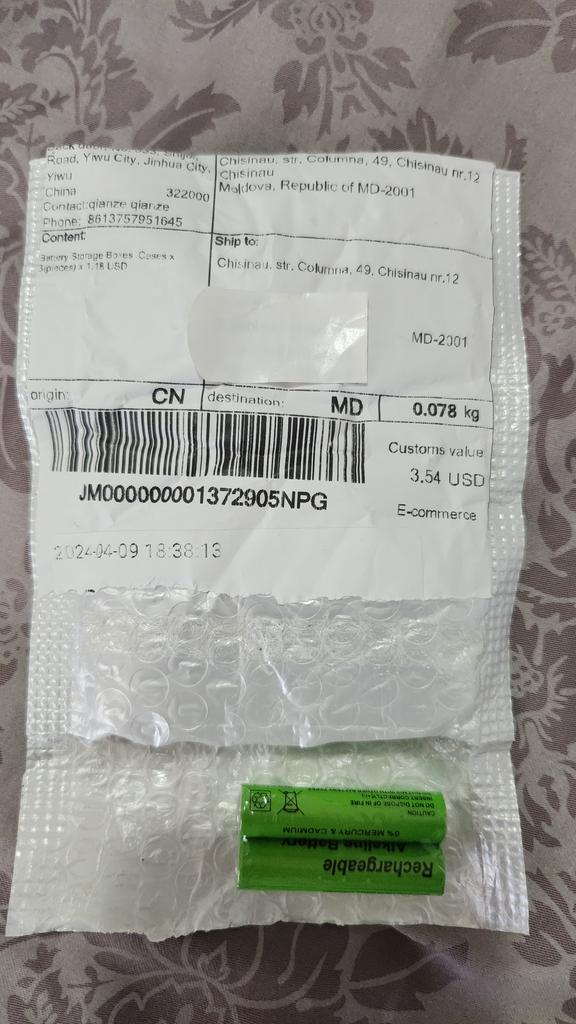 Road, Yiwu City, Jinhua City,
Yiwu
China 322000
Contact:qianze qianze
Phone: 8613757951645
Chisinau, str. Columna, 49, Chisinau nr.12
Chisinau
Moldova, Republic of MD-2001
Content:
Battery Storage Boxes Cases x
3(pieces) x 1.18 USD
Ship to:
Chisinau, str. Columna, 49, Chisinau nr.12
MD-2001
origin: CN
destination: MD
0.078 kg
JM000000001372905NPG
Customs value
3.54 USD
E-commerce
2024-04-09 18:38:13
Rechargeable
Alkaline Battery
0% MERCURY & CADMIUM
CAUTION
DO NOT DISPOSE OF IN FIRE
INSERT CORRECTLY(+/-)